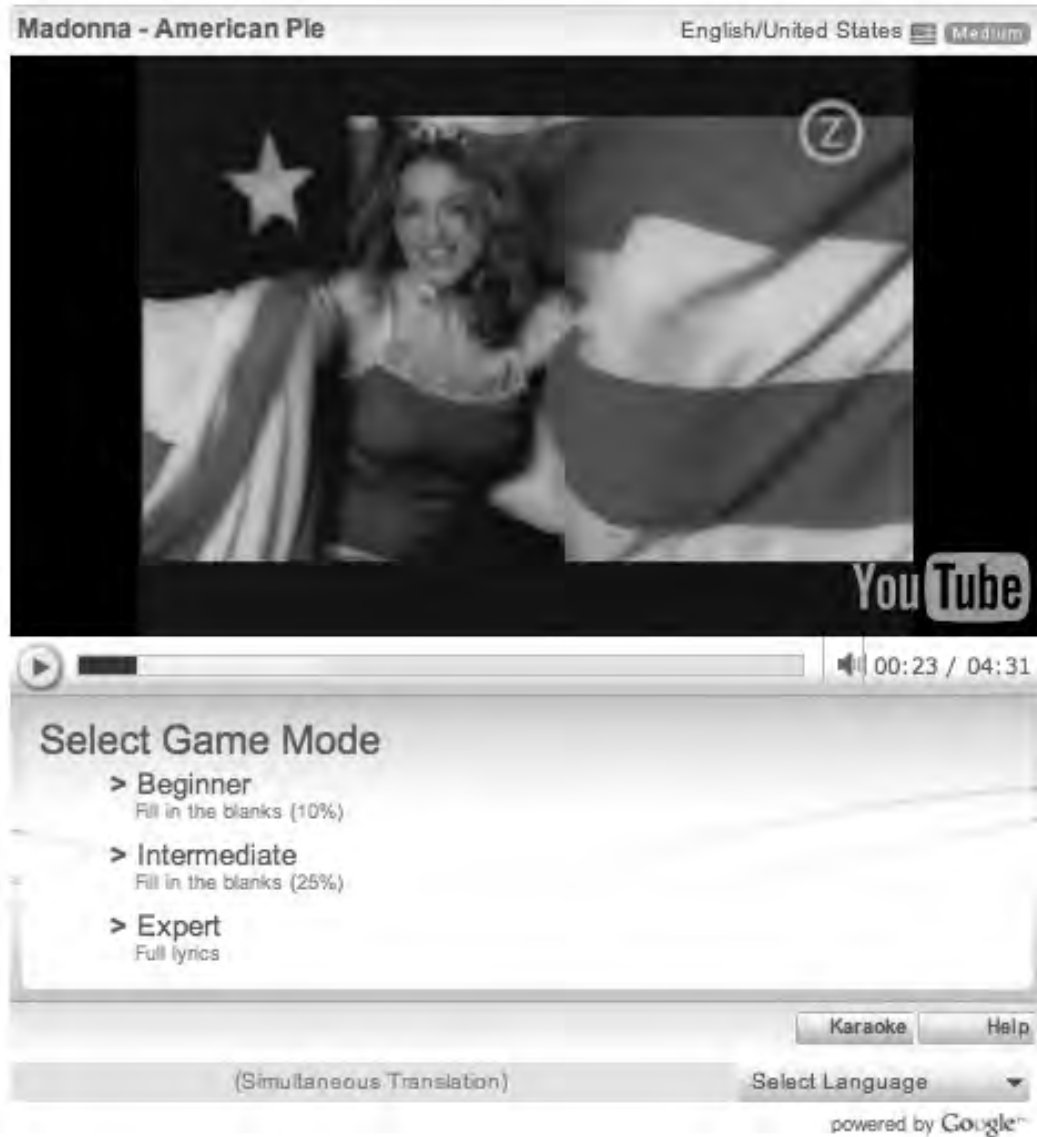 Madonna - American Pie English/United States Medium
Z
YouTube
00:23 / 04:31
Select Game Mode
> Beginner
Fill in the blanks (10%)
> Intermediate
Fill in the blanks (25%)
> Expert
Full lyrics
Karaoke Help
(Simultaneous Translation) Select Language
powered by Google™